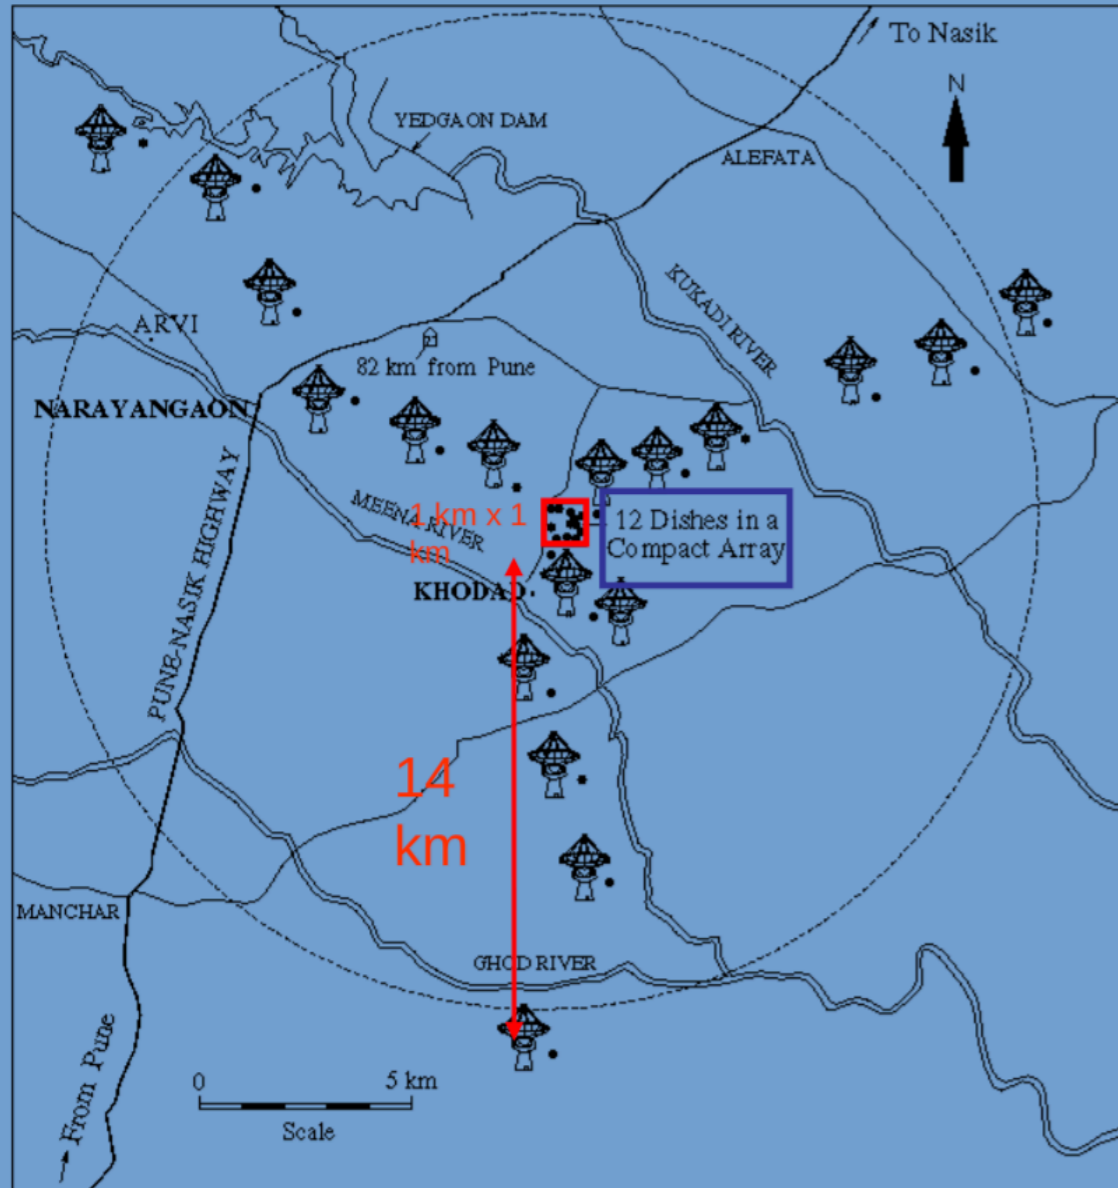 To Nasik
N
YEDGAON DAM
ALEFATA
KUKADI RIVER
ARVI
82 km from Pune
NARAYANGAON
PUNE-NASIK HIGHWAY
MEENA RIVER
1 km x 1
km
12 Dishes in a
Compact Array
KHODAD
14
km
MANCHAR
GHOD RIVER
From Pune
0 5 km
Scale